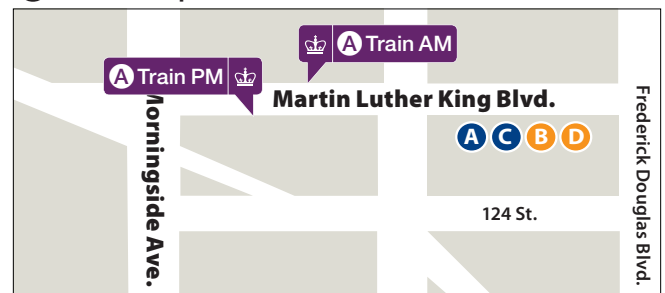 A Train AM
A Train PM
Martin Luther King Blvd.
A C B D
124 St.
Morningside Ave.
Frederick Douglas Blvd.